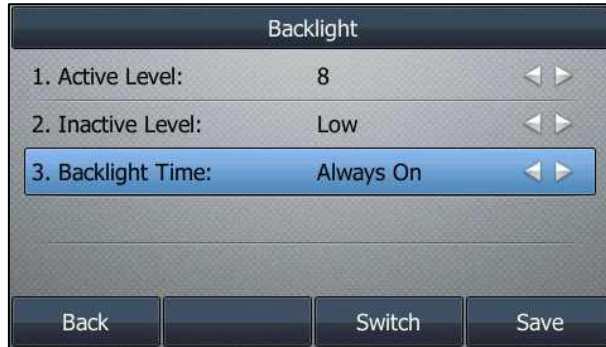 Backlight
1. Active Level: 8
2. Inactive Level: Low
3. Backlight Time: Always On
Back Switch Save